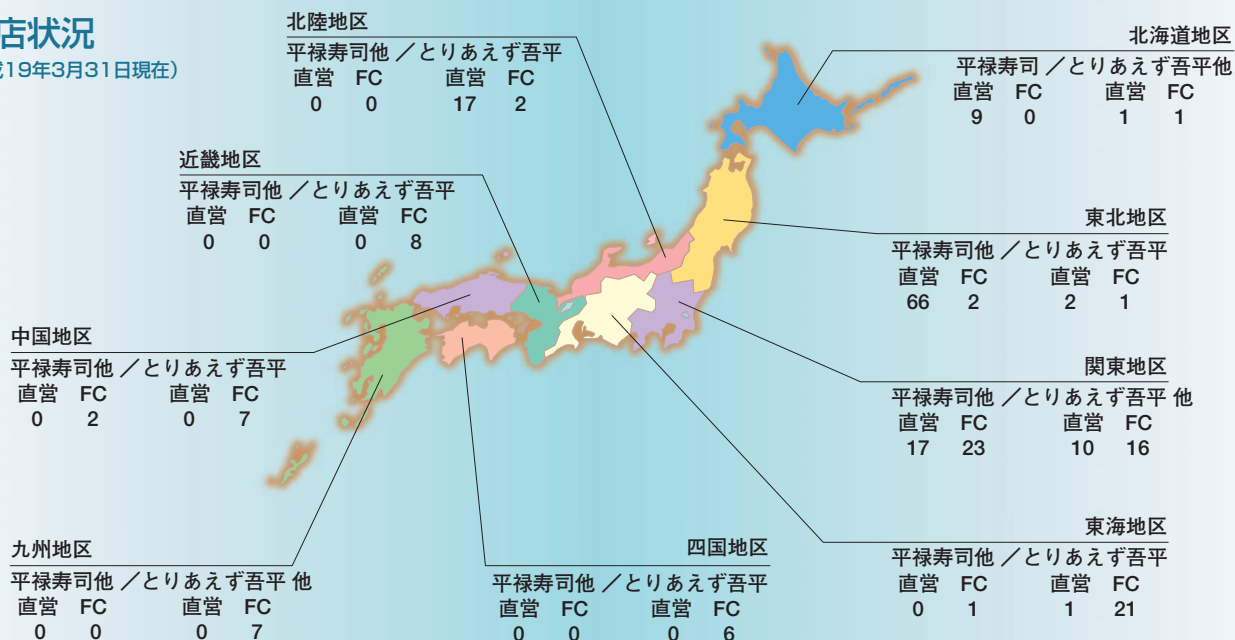 店状況
19年3月31日現在）
北陸地区
平禄寿司他 ／とりあえず吾平
直営 FC 直営 FC
0 0 17 2
北海道地区
平禄寿司 ／とりあえず吾平他
直営 FC 直営 FC
9 0 1 1
近畿地区
平禄寿司他 ／とりあえず吾平
直営 FC 直営 FC
0 0 0 8
東北地区
平禄寿司他 ／とりあえず吾平
直営 FC 直営 FC
66 2 2 1
中国地区
平禄寿司他 ／とりあえず吾平
直営 FC 直営 FC
0 2 0 7
関東地区
平禄寿司他 ／とりあえず吾平 他
直営 FC 直営 FC
17 23 10 16
九州地区
平禄寿司他 ／とりあえず吾平 他
直営 FC 直営 FC
0 0 0 7
四国地区
平禄寿司他 ／とりあえず吾平
直営 FC 直営 FC
0 0 0 6
東海地区
平禄寿司他 ／とりあえず吾平
直営 FC 直営 FC
0 1 1 21